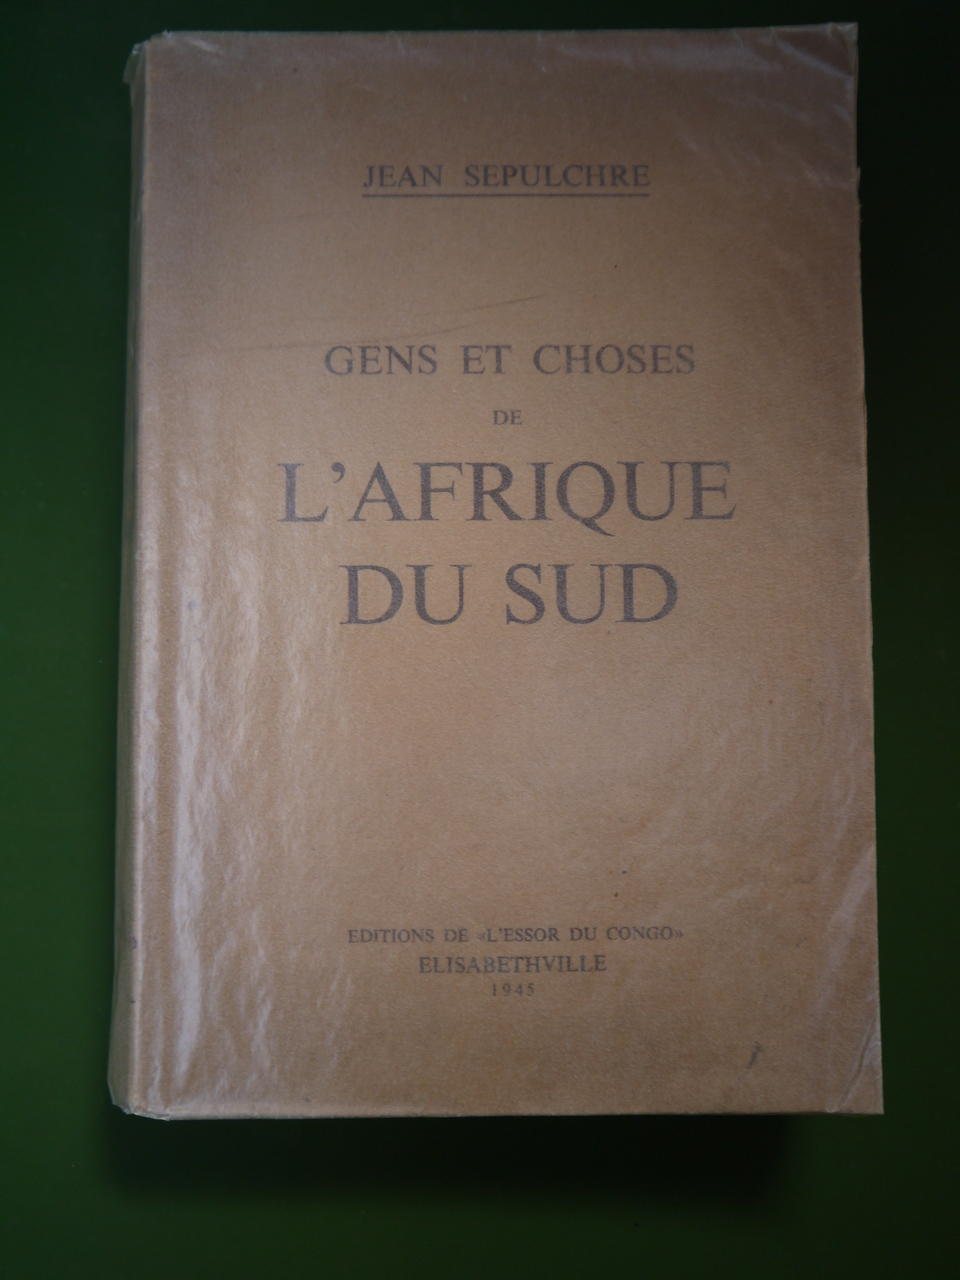 JEAN SEPULCHRE
GENS ET CHOSES
DE
L'AFRIQUE
DU SUD
EDITIONS DE «L'ESSOR DU CONGO»
ELISABETHVILLE
1945